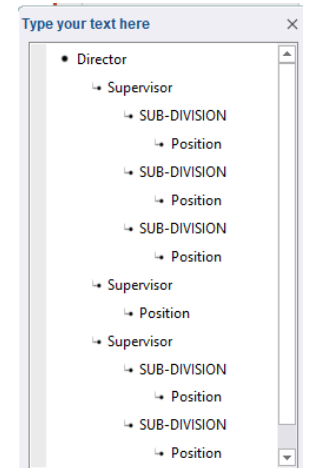 Type your text here
Director
Supervisor
SUB-DIVISION
Position
SUB-DIVISION
Position
SUB-DIVISION
Position
Supervisor
Position
Supervisor
SUB-DIVISION
Position
SUB-DIVISION
Position